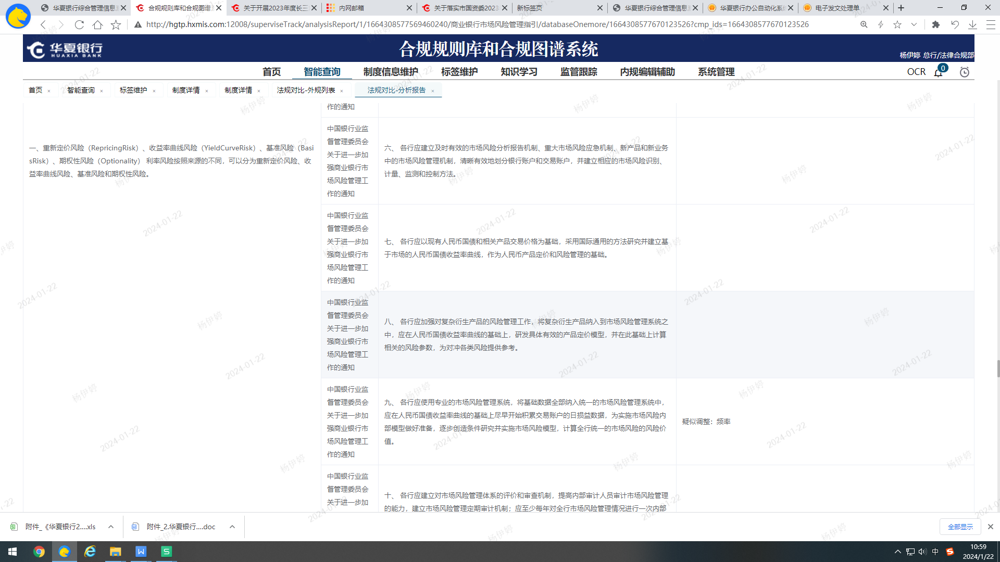 华夏银行综合管理信息
合规规则库和合规图谱
关于开展2023年度长三
内网邮箱
关于落实市国资委2023
新标签页
华夏银行综合管理信息
华夏银行办公自动化系
电子发文处理单
http://hgtp.hxmis.com:12008/superviseTrack/analysisReport/1/1664308577569460240/商业银行市场风险管理指引/databaseOnemore/1664308577670123526?cmp_ids=1664308577670123526
华夏银行
HUAXIA BANK
合规规则库和合规图谱系统
杨伊婷 总行/法律合规部
首页 智能查询 制度信息维护 标签维护 知识学习 监管跟踪 内规编辑辅助 系统管理
OCR 0
首页 × 智能查询 × 标签维护 × 制度详情 × 制度详情 × 法规对比-外规列表 × 法规对比-分析报告 ×
作的通知
一、重新定价风险（RepricingRisk）、收益率曲线风险（YieldCurveRisk）、基准风险（Basi
sRisk）、期权性风险（Optionality） 利率风险按照来源的不同，可以分为重新定价风险、收
益率曲线风险、基准风险和期权性风险。
中国银行业监
督管理委员会
关于进一步加
强商业银行市
场风险管理工
作的通知
六、 各行应建立及时有效的市场风险分析报告机制、重大市场风险应急机制、新产品和新业务
中的市场风险管理机制，清晰有效地划分银行账户和交易账户，并建立相应的市场风险识别、
计量、监测和控制方法。
中国银行业监
督管理委员会
关于进一步加
强商业银行市
场风险管理工
作的通知
七、 各行应以现有人民币国债和相关产品交易价格为基础，采用国际通用的方法研究并建立基
于市场的人民币国债收益率曲线，作为人民币产品定价和风险管理的基础。
中国银行业监
督管理委员会
关于进一步加
强商业银行市
场风险管理工
作的通知
八、 各行应加强对复杂衍生产品的风险管理工作，将复杂衍生产品纳入到市场风险管理系统之
中，应在人民币国债收益率曲线的基础上，研发具体有效的产品定价模型，并在此基础上计算
相关的风险参数，为对冲各类风险提供参考。
中国银行业监
督管理委员会
关于进一步加
强商业银行市
场风险管理工
作的通知
九、 各行应使用专业的市场风险管理系统，将基础数据全部纳入统一的市场风险管理系统中，
应在人民币国债收益率曲线的基础上尽早开始积累交易账户的日损益数据，为实施市场风险内
部模型做好准备，逐步创造条件研究并实施市场风险模型，计算全行统一的市场风险的风险价
值。
疑似调整：频率
中国银行业监
督管理委员会
关于进一步加
十、 各行应建立对市场风险管理体系的评价和审查机制，提高内部审计人员审计市场风险管理
的能力，建立市场风险管理定期审计机制；应至少每年对全行市场风险管理情况进行一次内部
附件_《华夏银行2....xls
附件_2.华夏银行....doc
全部显示
中
10:59
2024/1/22
杨伊婷
2024-01-22